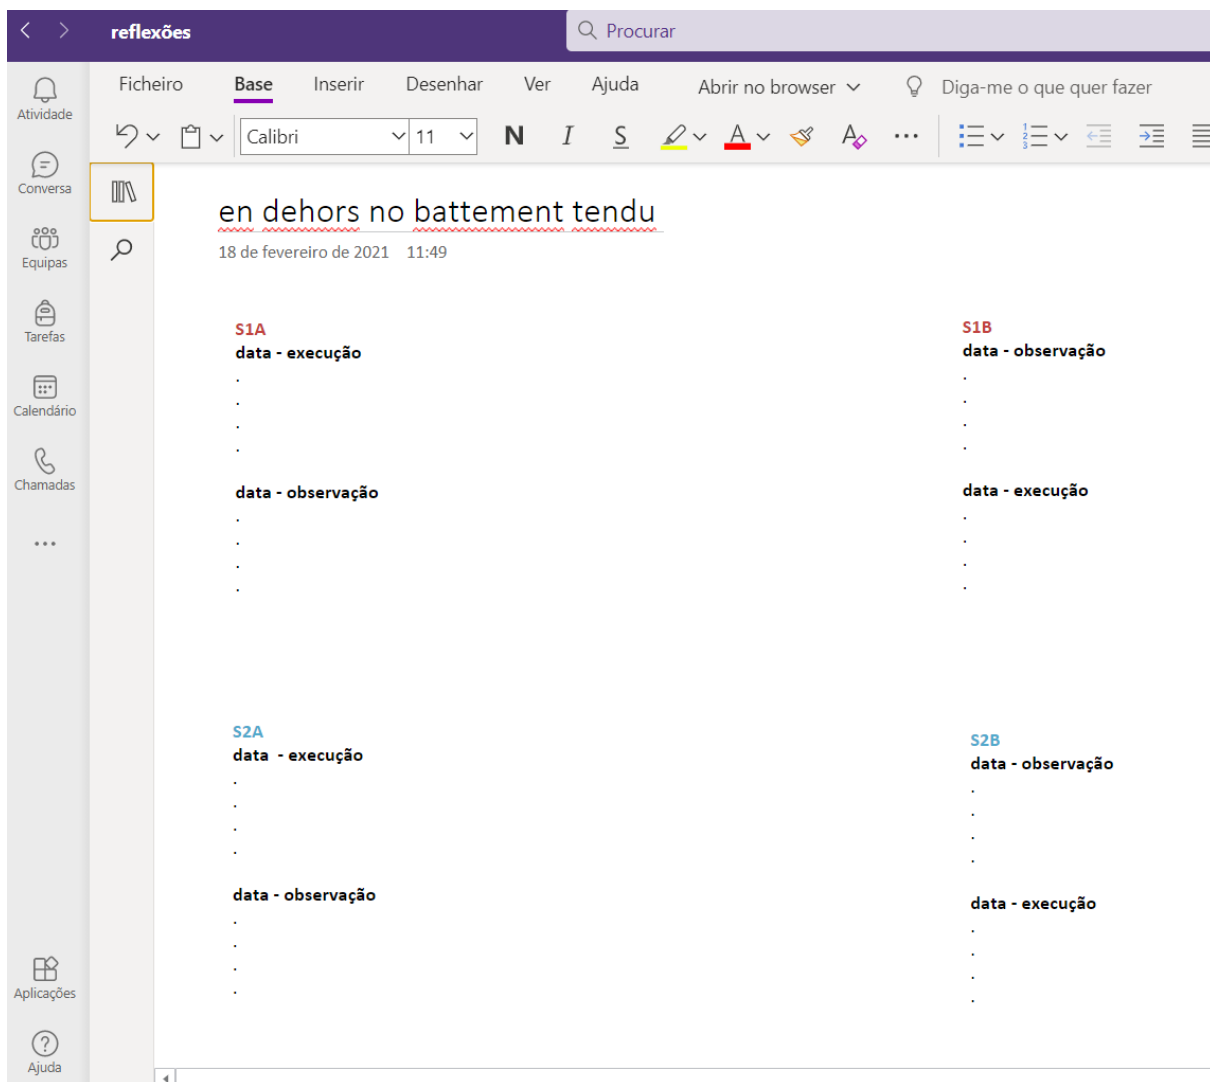 reflexões
Procurar
Ficheiro Base Inserir Desenhar Ver Ajuda Abrir no browser Diga-me o que quer fazer
Calibri 11 N I S A A ...
Atividade
Conversa
Equipas
Tarefas
Calendário
Chamadas
...
Aplicações
Ajuda
en dehors no battement tendu
18 de fevereiro de 2021 11:49
S1A
data - execução
.
.
.
.
data - observação
.
.
.
.
S1B
data - observação
.
.
.
.
data - execução
.
.
.
.
S2A
data - execução
.
.
.
.
data - observação
.
.
.
.
S2B
data - observação
.
.
.
.
data - execução
.
.
.
.